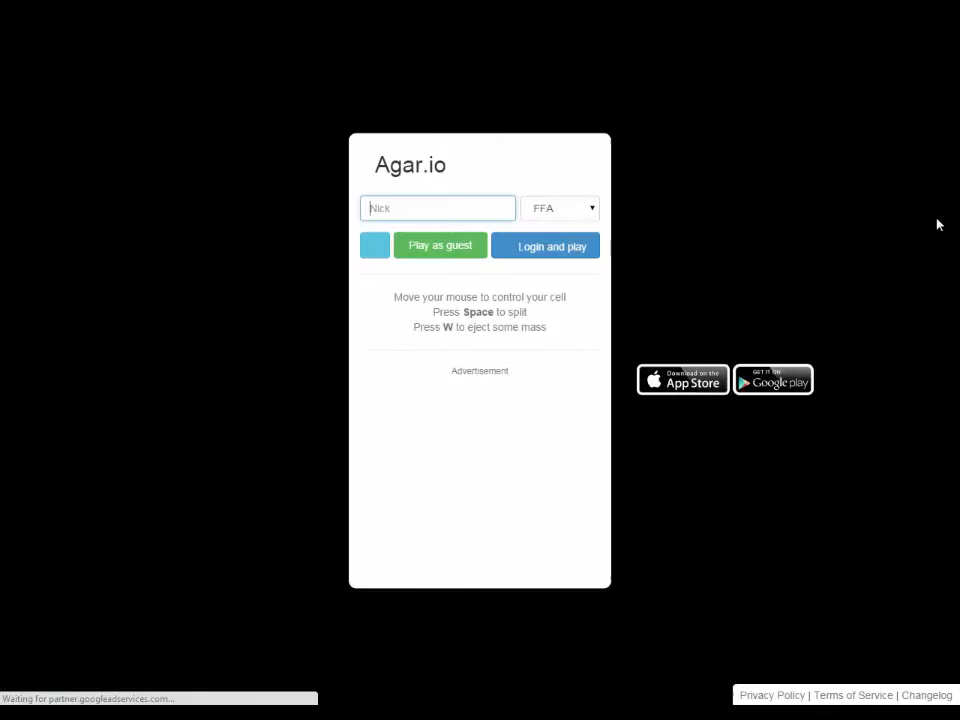 Agar.io
Nick
FFA
Play as guest
Login and play
Move your mouse to control your cell
Press Space to split
Press W to eject some mass
Advertisement
Download on the
App Store
GET IT ON
Google play
Waiting for partner.googleadservices.com...
Privacy Policy | Terms of Service | Changelog